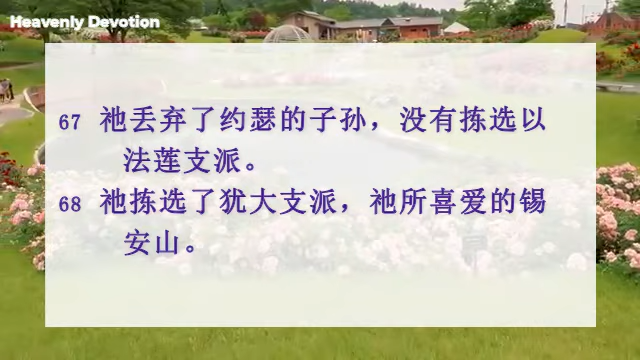 Heavenly Devotion
67 祂丢弃了约瑟的子孙，没有拣选以
法莲支派。
68 祂拣选了犹大支派，祂所喜爱的锡
安山。